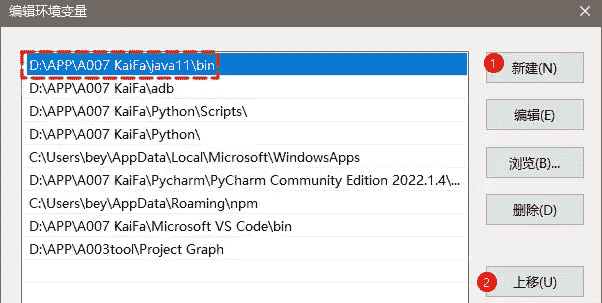 编辑环境变量
D:\APP\A007 KaiFa\java11\bin
D:\APP\A007 KaiFa\adb
D:\APP\A007 KaiFa\Python\Scripts\
D:\APP\A007 KaiFa\Python\
C:\Users\bey\AppData\Local\Microsoft\WindowsApps
D:\APP\A007 KaiFa\Pycharm\PyCharm Community Edition 2022.1.4\...
C:\Users\bey\AppData\Roaming\npm
D:\APP\A007 KaiFa\Microsoft VS Code\bin
D:\APP\A003tool\Project Graph
1 新建(N)
编辑(E)
浏览(B)...
删除(D)
2 上移(U)